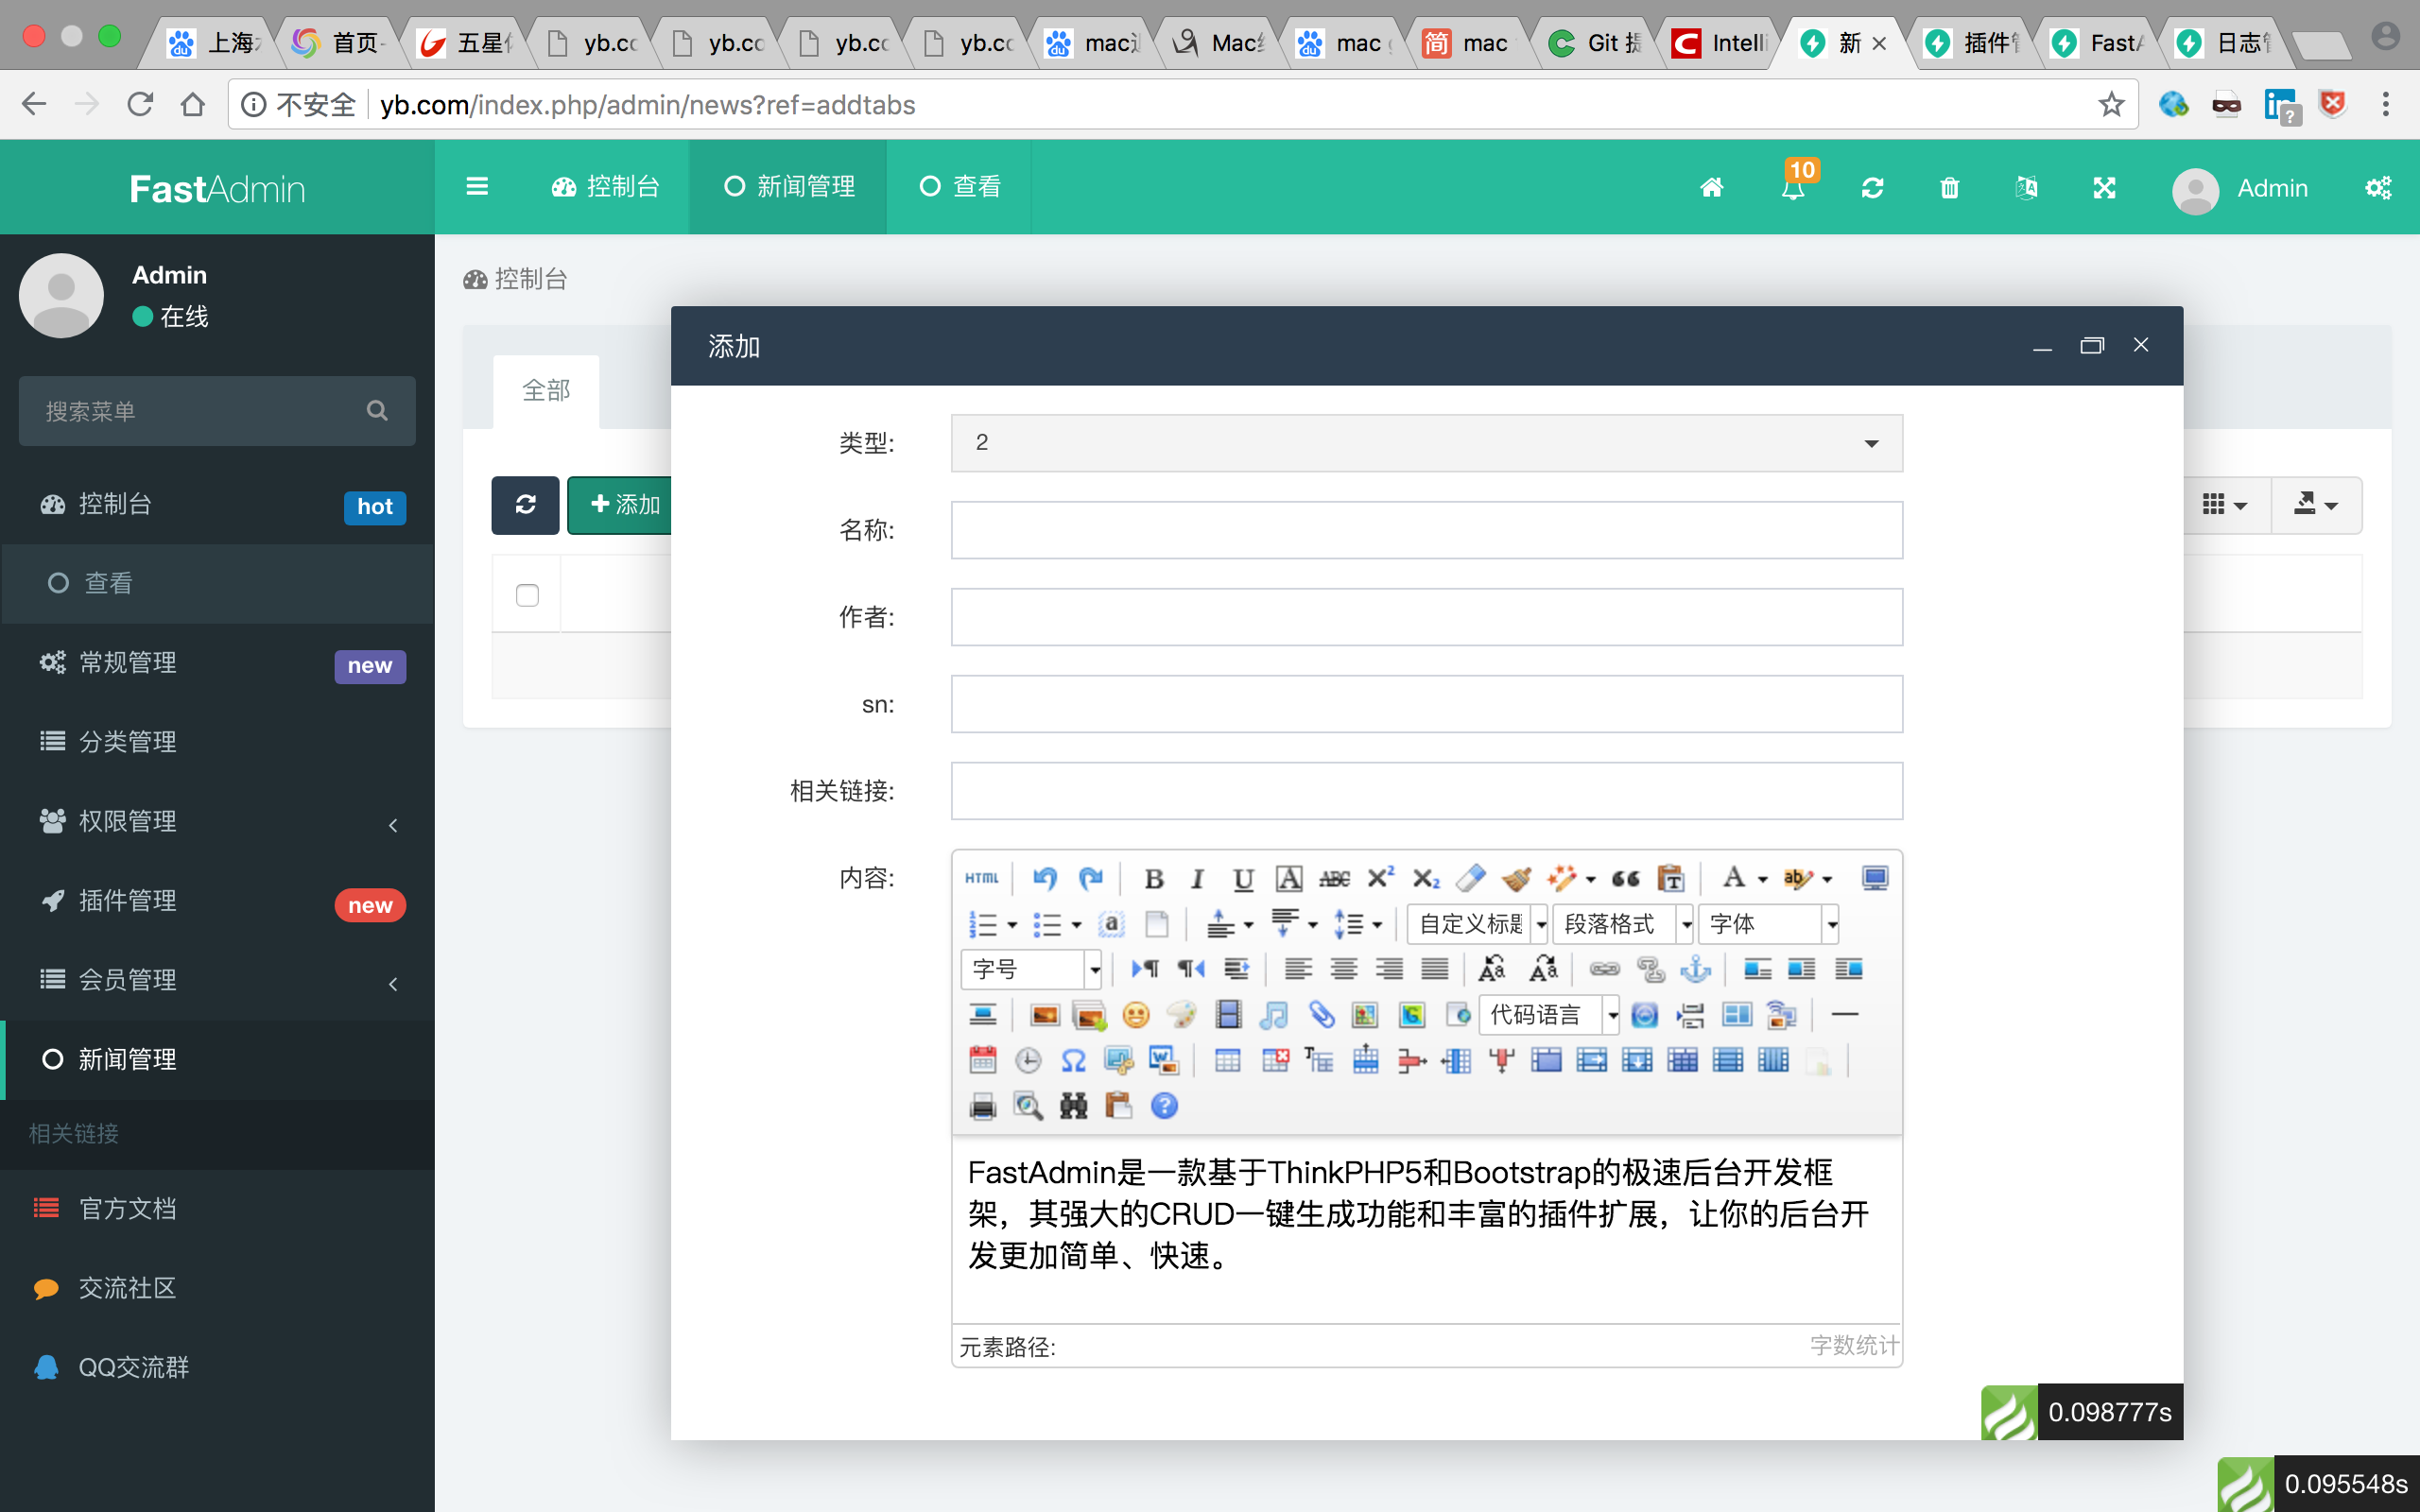 上海
首页-
五星
yb.co
yb.co
yb.co
yb.co
mac
Mac
mac
mac
Git 提
Intelli
新
插件
FastA
日志
不安全 yb.com/index.php/admin/news?ref=addtabs
FastAdmin
控制台
新闻管理
查看
10
Admin
Admin
在线
搜索菜单
控制台 hot
查看
常规管理 new
分类管理
权限管理
插件管理 new
会员管理
新闻管理
相关链接
官方文档
交流社区
QQ交流群
控制台
全部
添加
添加
类型: 2
名称:
作者:
sn:
相关链接:
内容:
HTML
自定义标题 段落格式 字体
字号
代码语言
FastAdmin是一款基于ThinkPHP5和Bootstrap的极速后台开发框
架，其强大的CRUD一键生成功能和丰富的插件扩展，让你的后台开
发更加简单、快速。
元素路径: 字数统计
0.098777s
0.095548s